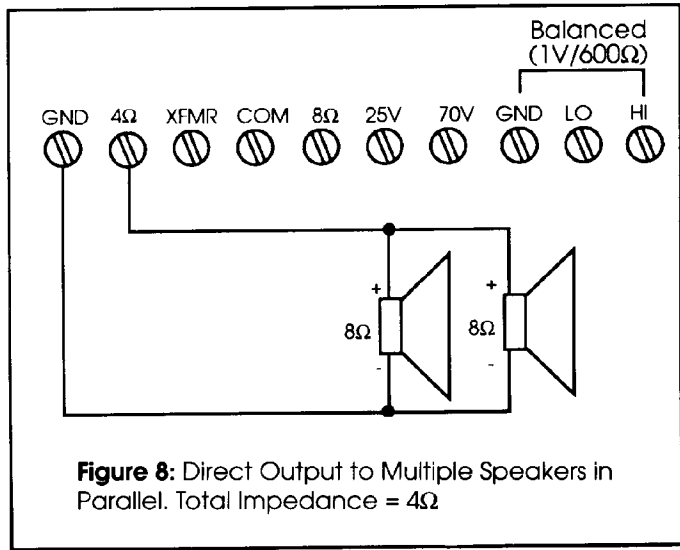 Balanced
(1V/600Ω)
GND 4Ω XFMR COM 8Ω 25V 70V GND LO HI
+ +
8Ω 8Ω
- -
Figure 8: Direct Output to Multiple Speakers in
Parallel. Total Impedance = 4Ω